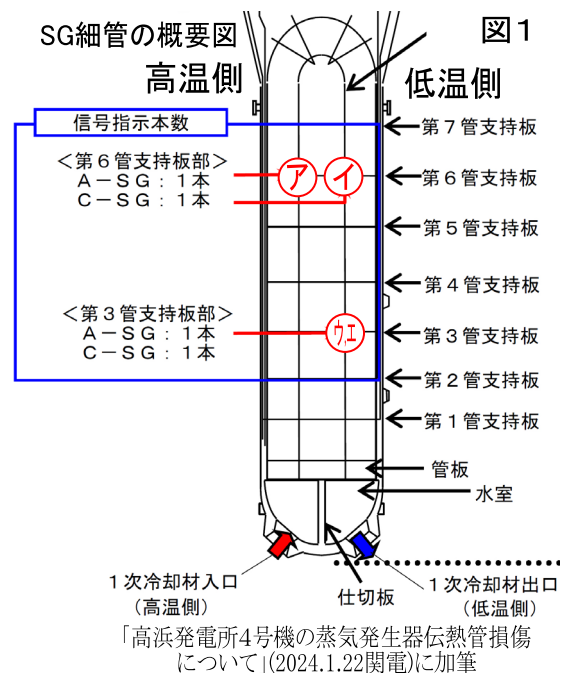 SG細管の概要図
図1
高温側
低温側
信号指示本数
第7管支持板
<第6管支持板部>
A-SG:1本
C-SG:1本
ア
イ
第6管支持板
第5管支持板
第4管支持板
<第3管支持板部>
A-SG:1本
C-SG:1本
ウ,エ
第3管支持板
第2管支持板
第1管支持板
管板
水室
1次冷却材入口
(高温側)
仕切板
1次冷却材出口
(低温側)
「高浜発電所4号機の蒸気発生器伝熱管損傷
について」(2024.1.22関電)に加筆